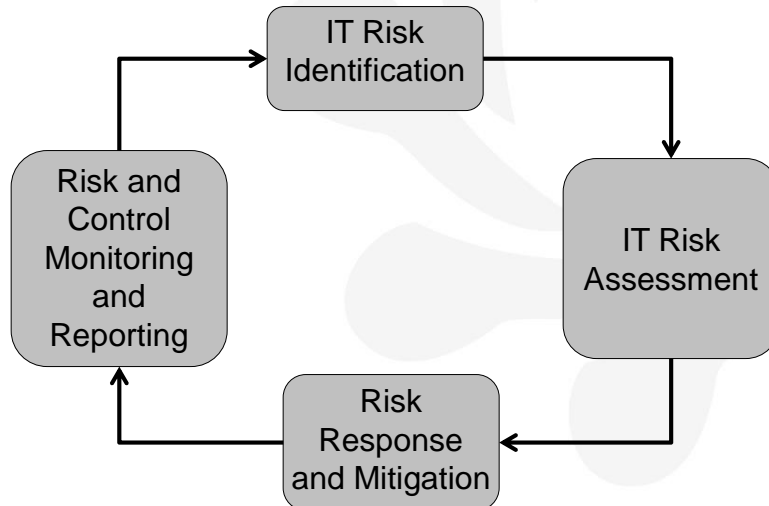 IT Risk
Identification
IT Risk
Assessment
Risk
Response
and Mitigation
Risk and
Control
Monitoring
and
Reporting